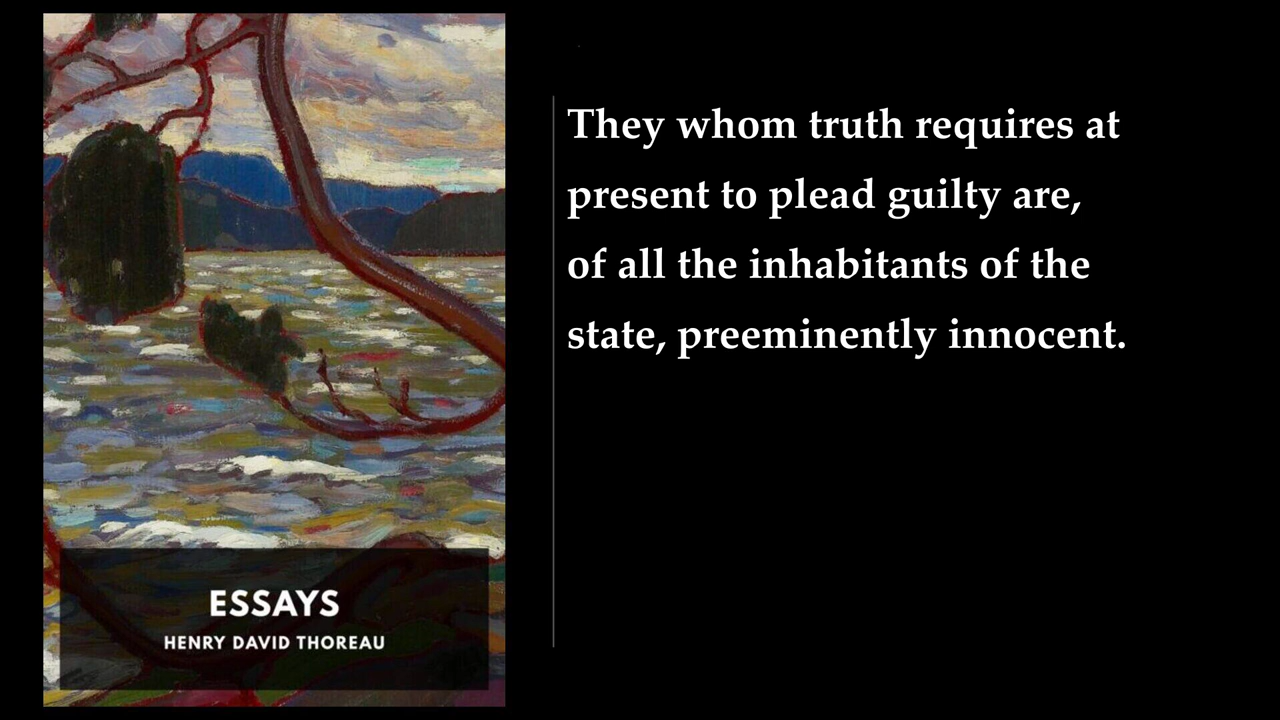 ESSAYS
HENRY DAVID THOREAU
They whom truth requires at
present to plead guilty are,
of all the inhabitants of the
state, preeminently innocent.